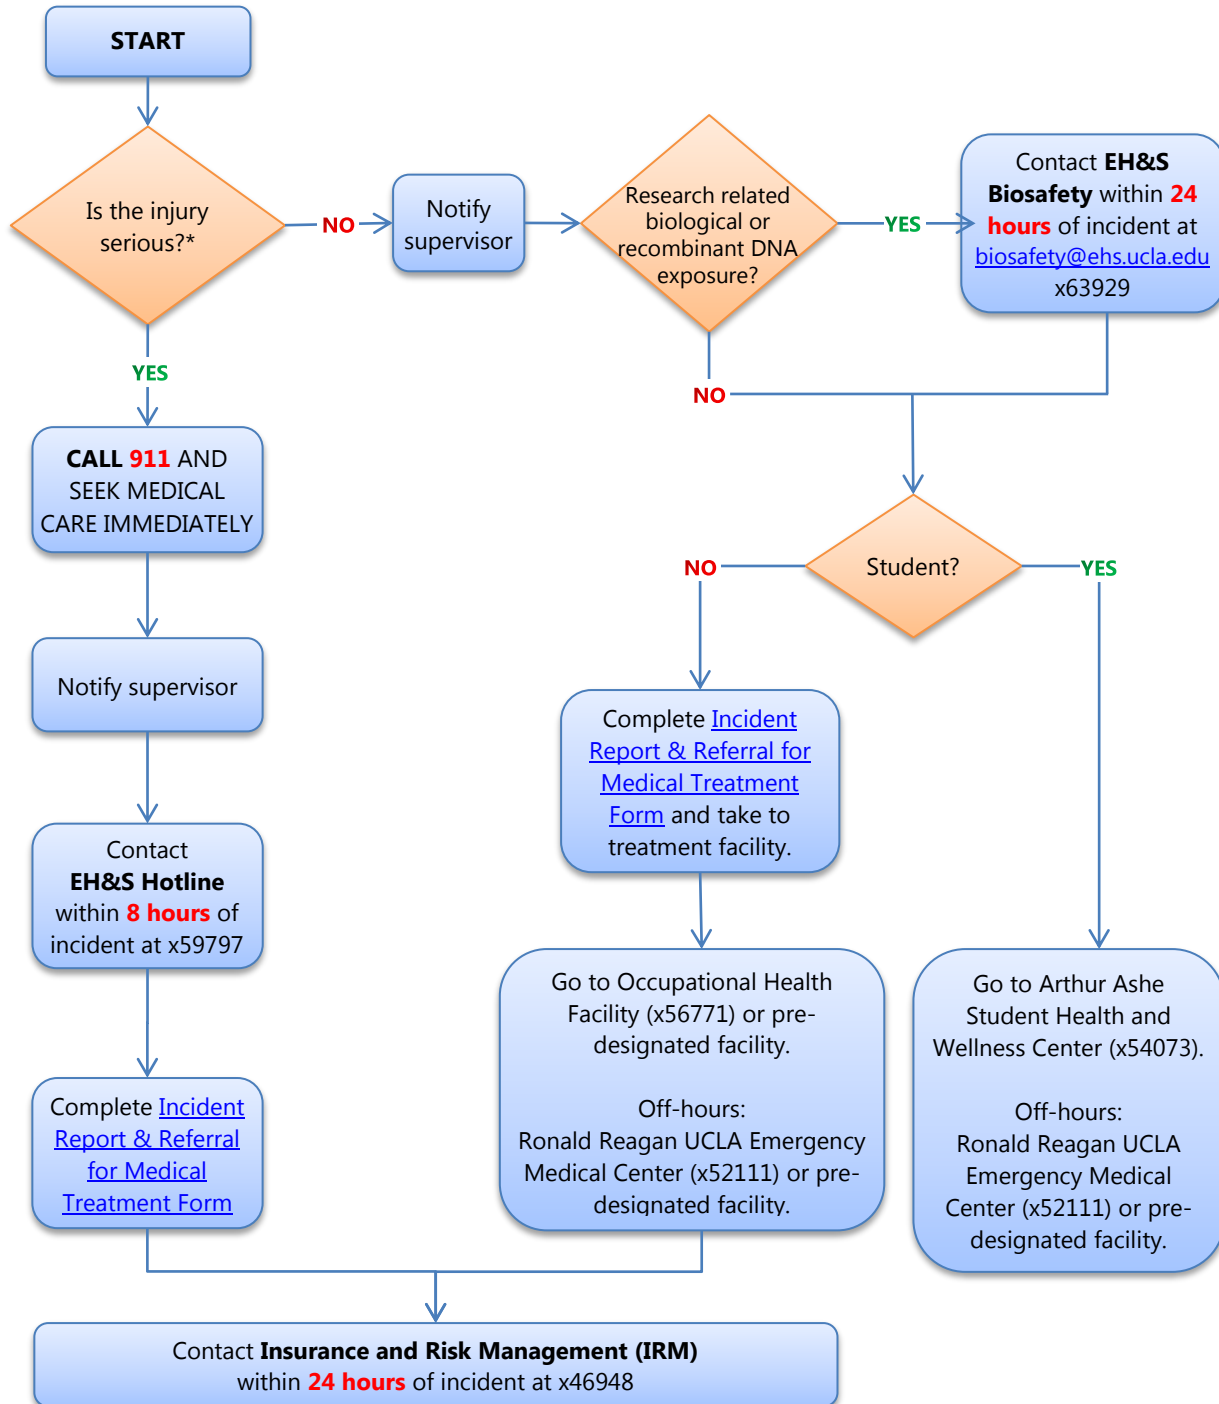 START
Is the injury
serious?*
NO
Notify
supervisor
Research related
biological or
recombinant DNA
exposure?
YES
Contact EH&S
Biosafety within 24
hours of incident at
biosafety@ehs.ucla.edu
x63929
YES
NO
CALL 911 AND
SEEK MEDICAL
CARE IMMEDIATELY
Student?
NO
YES
Notify supervisor
Complete Incident
Report & Referral for
Medical Treatment
Form and take to
treatment facility.
Contact
EH&S Hotline
within 8 hours of
incident at x59797
Go to Occupational Health
Facility (x56771) or pre-
designated facility.
Off-hours:
Ronald Reagan UCLA Emergency
Medical Center (x52111) or pre-
designated facility.
Go to Arthur Ashe
Student Health and
Wellness Center (x54073).
Off-hours:
Ronald Reagan UCLA
Emergency Medical
Center (x52111) or pre-
designated facility.
Complete Incident
Report & Referral
for Medical
Treatment Form
Contact Insurance and Risk Management (IRM)
within 24 hours of incident at x46948